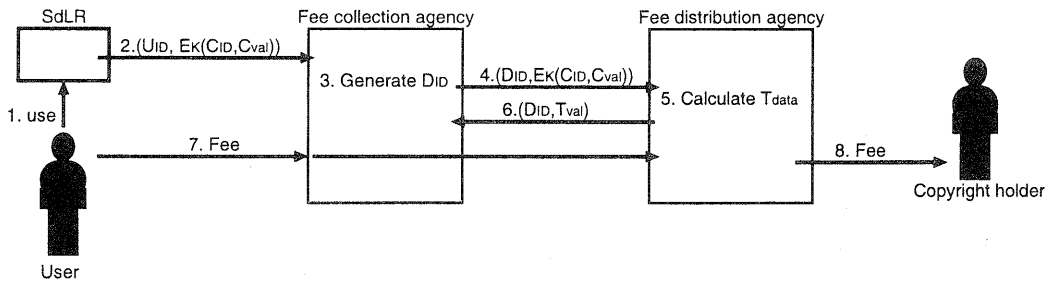 SdLR
Fee collection agency
Fee distribution agency
2.(UID, EK(CID,Cval))
3. Generate DID
4.(DID,EK(CID,Cval))
5. Calculate Tdata
1. use
6.(DID,Tval)
7. Fee
8. Fee
Copyright holder
User